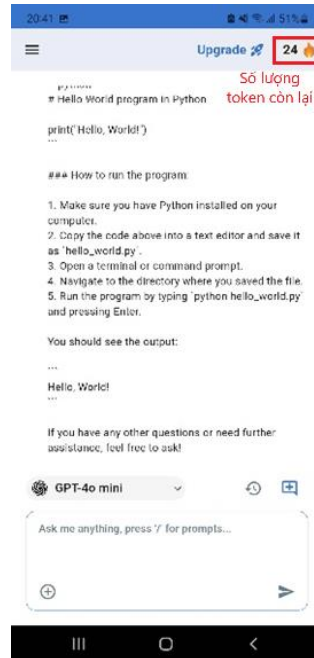 20:41
51%
Upgrade 24
Số lượng
token còn lại
python
# Hello World program in Python
print('Hello, World!')
```
### How to run the program:
1. Make sure you have Python installed on your
computer.
2. Copy the code above into a text editor and save it
as `hello_world.py`.
3. Open a terminal or command prompt.
4. Navigate to the directory where you saved the file.
5. Run the program by typing `python hello_world.py`
and pressing Enter.
You should see the output:
```
Hello, World!
```
If you have any other questions or need further
assistance, feel free to ask!
GPT-4o mini
Ask me anything, press '/' for prompts...